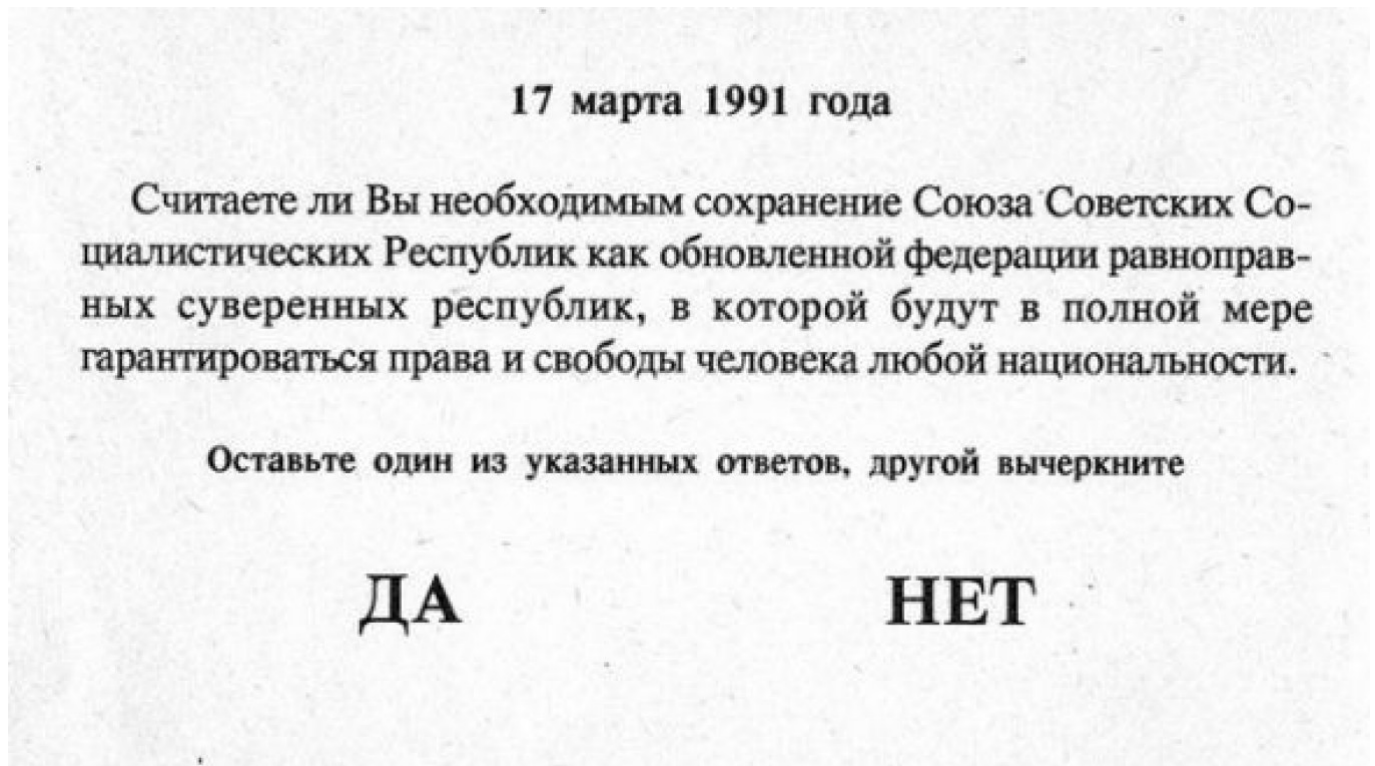 17 марта 1991 года
Считаете ли Вы необходимым сохранение Союза Советских Со-
циалистических Республик как обновленной федерации равноправ-
ных суверенных республик, в которой будут в полной мере
гарантироваться права и свободы человека любой национальности.
Оставьте один из указанных ответов, другой вычеркните
ДА НЕТ